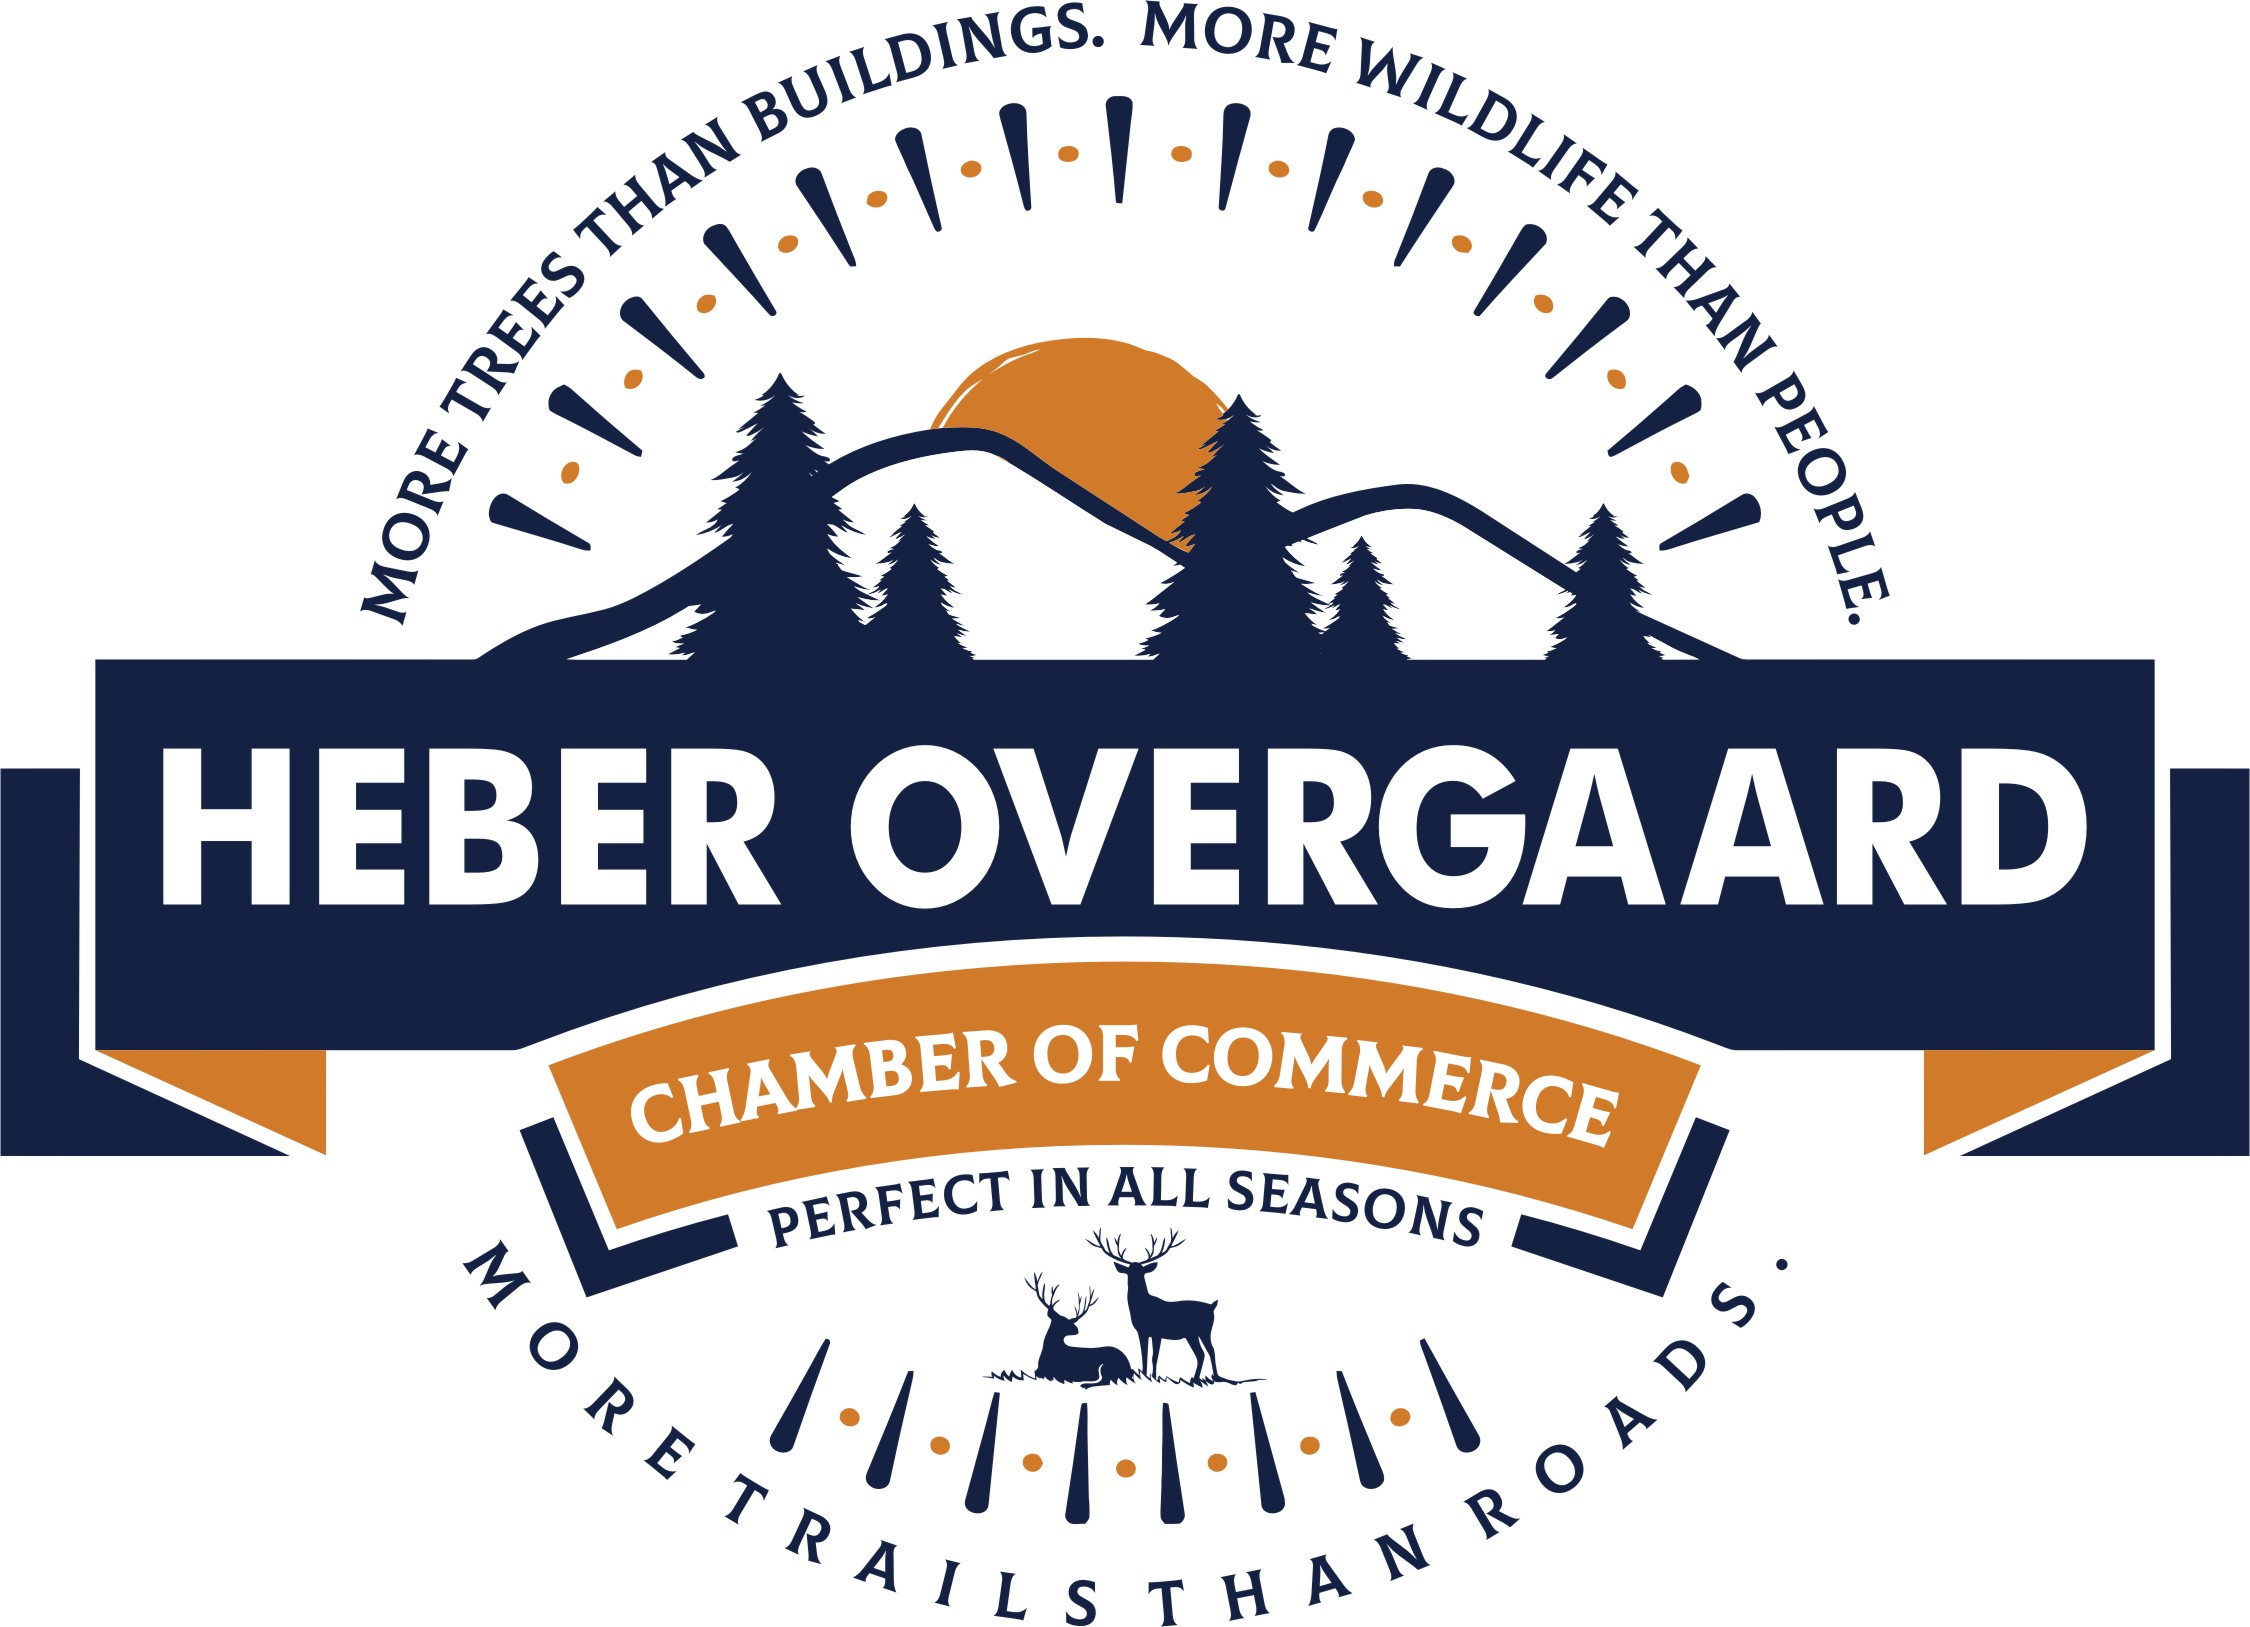 MORE TREES THAN BUILDINGS. MORE WILDLIFE THAN PEOPLE.
HEBER OVERGAARD
CHAMBER OF COMMERCE
PERFECT IN ALL SEASONS
MORE TRAILS THAN ROADS.